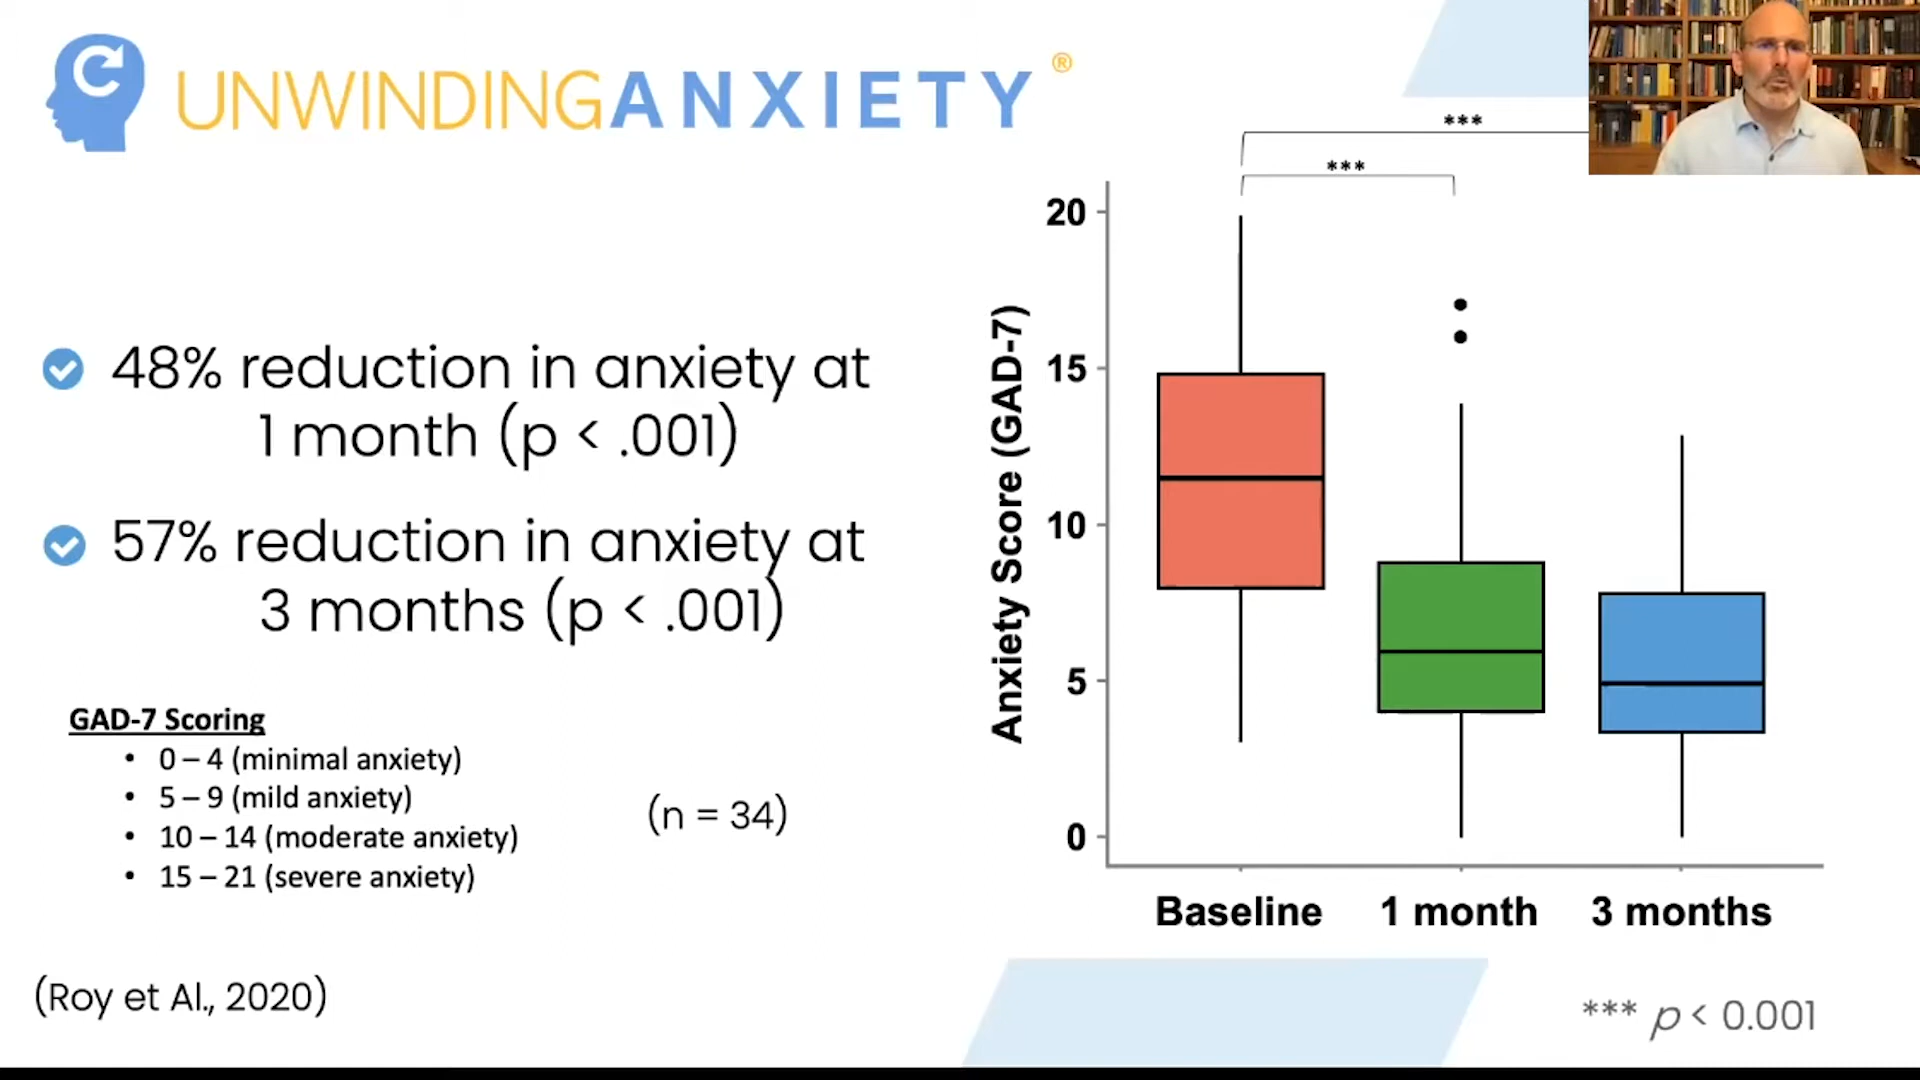 UNWINDINGANXIETY®
48% reduction in anxiety at
1 month (p < .001)
57% reduction in anxiety at
3 months (p < .001)
GAD-7 Scoring
• 0 – 4 (minimal anxiety)
• 5 – 9 (mild anxiety)
• 10 – 14 (moderate anxiety)
• 15 – 21 (severe anxiety)
(n = 34)
(Roy et Al., 2020)
***
***
Anxiety Score (GAD-7)
20
15
10
5
0
Baseline 1 month 3 months
*** p < 0.001